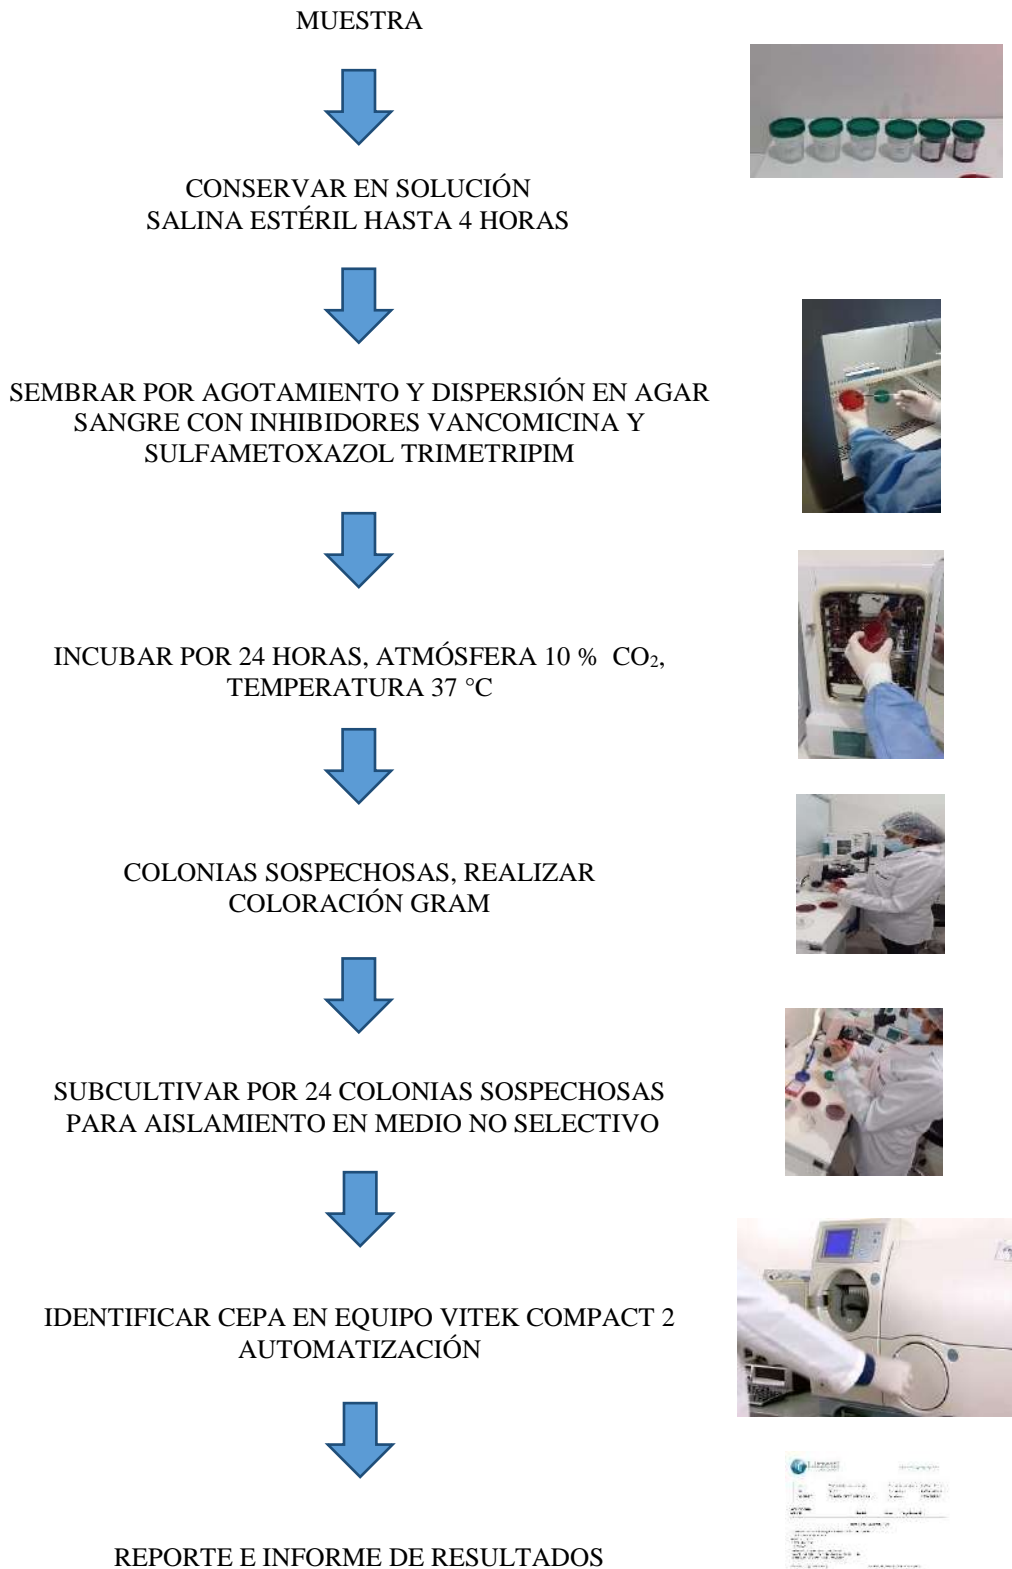 MUESTRA
CONSERVAR EN SOLUCIÓN
SALINA ESTÉRIL HASTA 4 HORAS
SEMBRAR POR AGOTAMIENTO Y DISPERSIÓN EN AGAR
SANGRE CON INHIBIDORES VANCOMICINA Y
SULFAMETOXAZOL TRIMETRIPIM
INCUBAR POR 24 HORAS, ATMÓSFERA 10 % CO₂,
TEMPERATURA 37 °C
COLONIAS SOSPECHOSAS, REALIZAR
COLORACIÓN GRAM
SUBCULTIVAR POR 24 COLONIAS SOSPECHOSAS
PARA AISLAMIENTO EN MEDIO NO SELECTIVO
IDENTIFICAR CEPA EN EQUIPO VITEK COMPACT 2
AUTOMATIZACIÓN
REPORTE E INFORME DE RESULTADOS